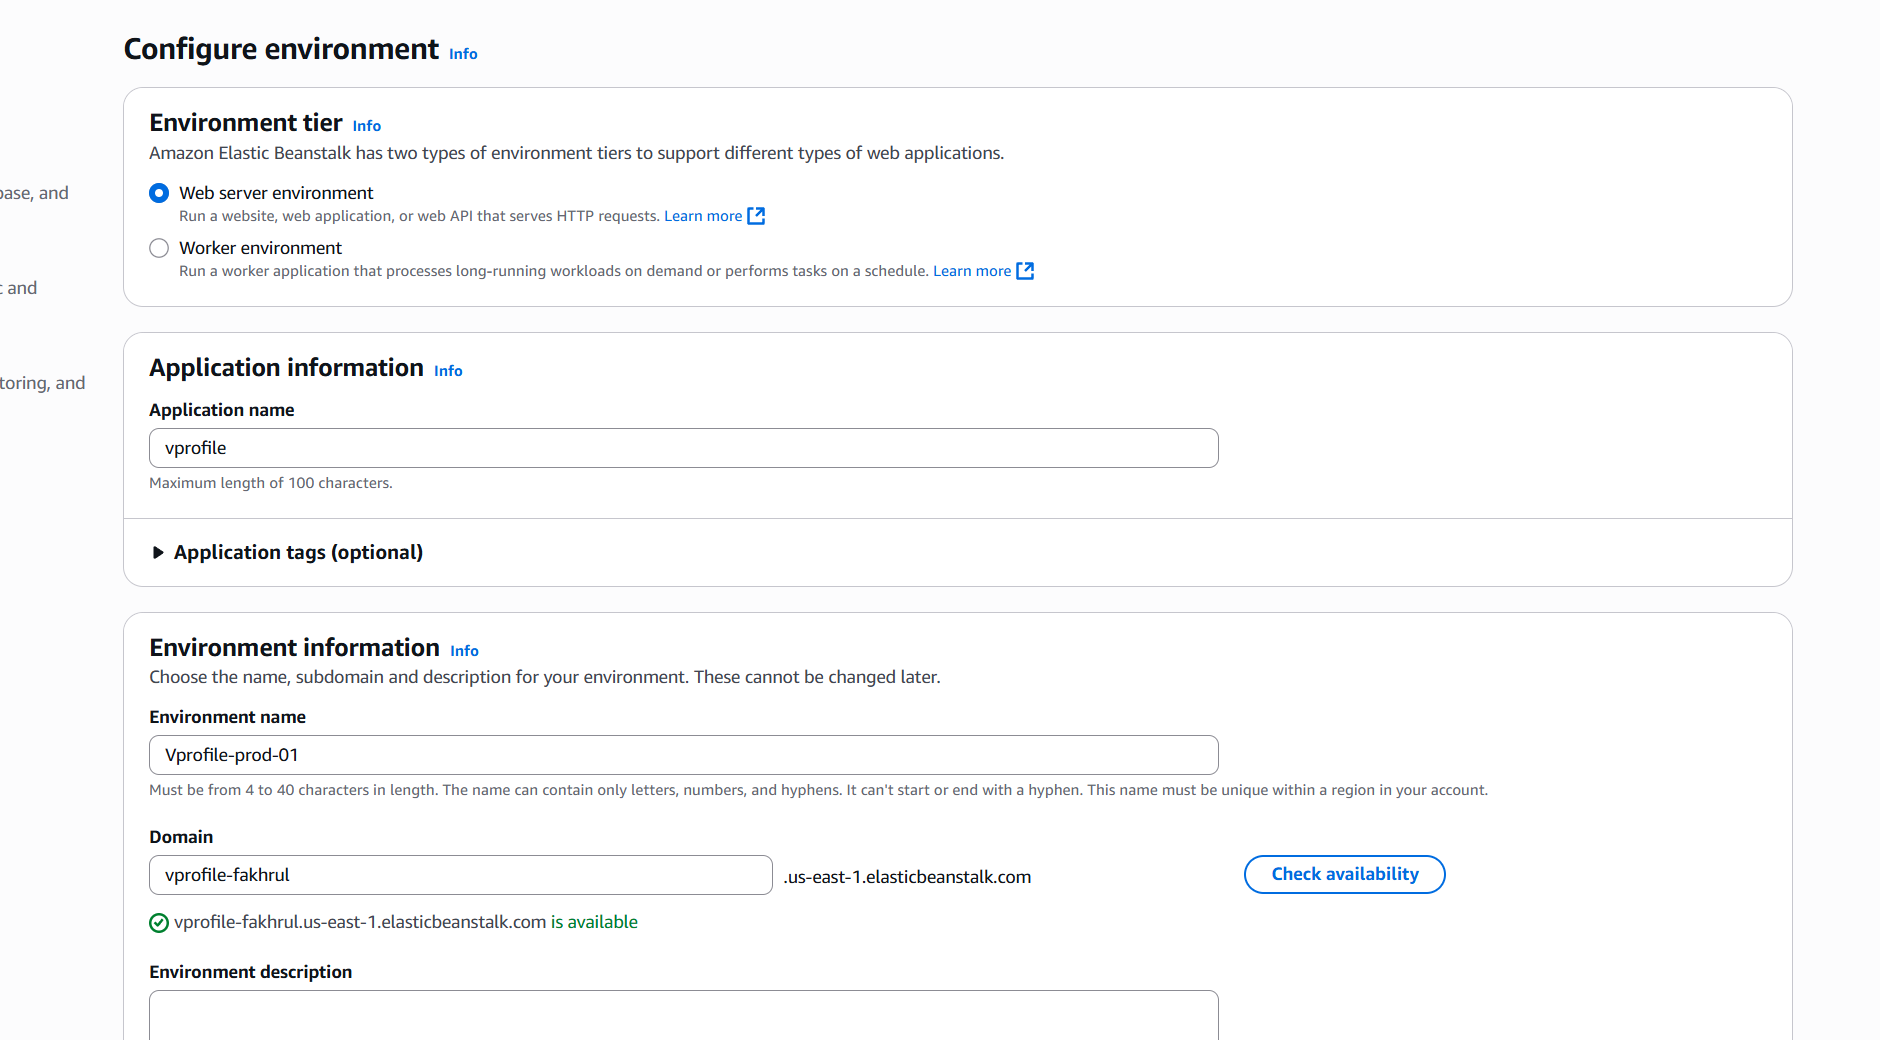 Configure environment Info
Environment tier Info
Amazon Elastic Beanstalk has two types of environment tiers to support different types of web applications.
base, and
Web server environment
Run a website, web application, or web API that serves HTTP requests. Learn more
Worker environment
Run a worker application that processes long-running workloads on demand or performs tasks on a schedule. Learn more
and
Application information Info
toring, and
Application name
vprofile
Maximum length of 100 characters.
Application tags (optional)
Environment information Info
Choose the name, subdomain and description for your environment. These cannot be changed later.
Environment name
Vprofile-prod-01
Must be from 4 to 40 characters in length. The name can contain only letters, numbers, and hyphens. It can't start or end with a hyphen. This name must be unique within a region in your account.
Domain
vprofile-fakhrul .us-east-1.elasticbeanstalk.com Check availability
vprofile-fakhrul.us-east-1.elasticbeanstalk.com is available
Environment description